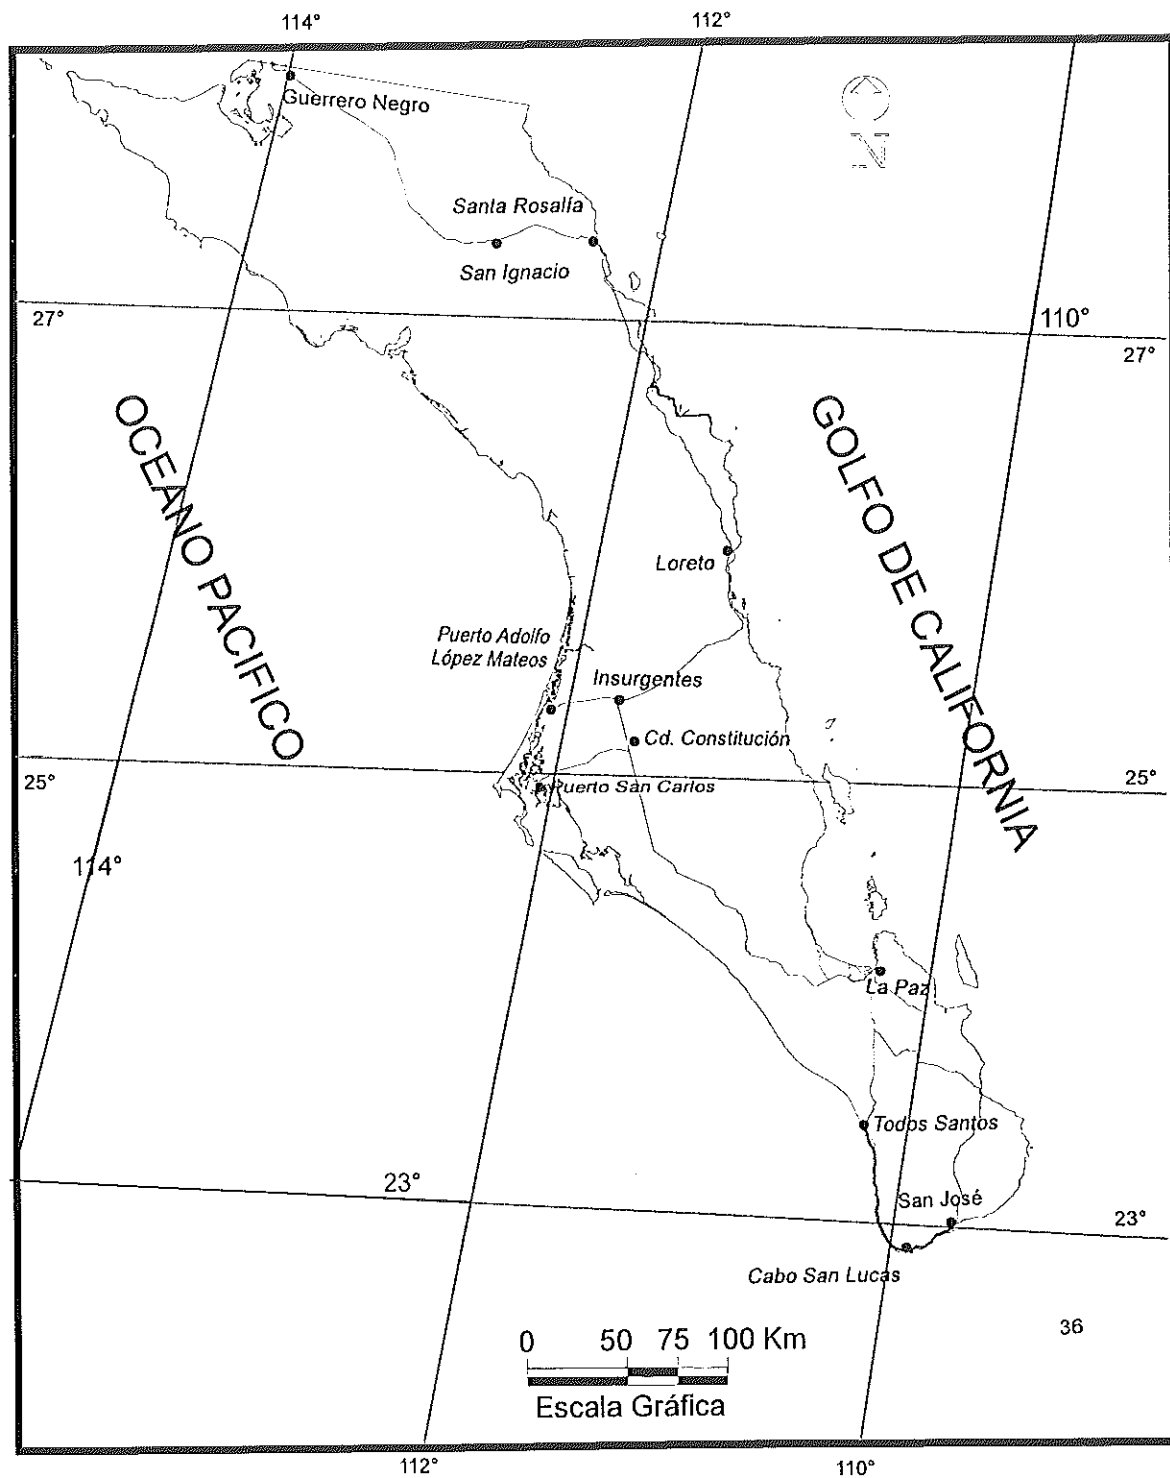 114°
112°
N
Guerrero Negro
Santa Rosalía
San Ignacio
27°
110°
27°
OCEANO PACIFICO
GOLFO DE CALIFORNIA
Loreto
Puerto Adolfo
López Mateos
Insurgentes
Cd. Constitución
25°
Puerto San Carlos
25°
114°
La Paz
Todos Santos
23°
San José
23°
Cabo San Lucas
36
0 50 75 100 Km
Escala Gráfica
112°
110°